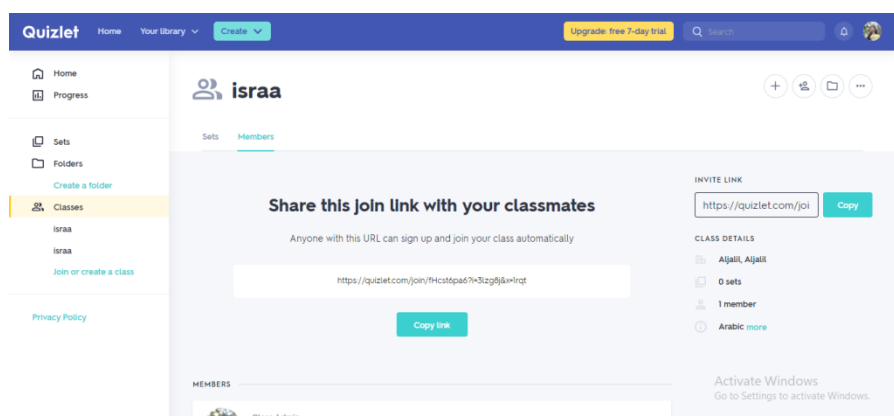 Quizlet Home Your library Create Upgrade: free 7-day trial Search
Home
Progress
Sets
Folders
Create a folder
Classes
israa
israa
Join or create a class
Privacy Policy
israa
Sets Members
Share this join link with your classmates
Anyone with this URL can sign up and join your class automatically
https://quizlet.com/join/fHcst6pa6?i=3lzg8j&x=1rqt
Copy link
MEMBERS
INVITE LINK
https://quizlet.com/joi Copy
CLASS DETAILS
Aljalil, Aljalil
0 sets
1 member
Arabic more
Activate Windows
Go to Settings to activate Windows.